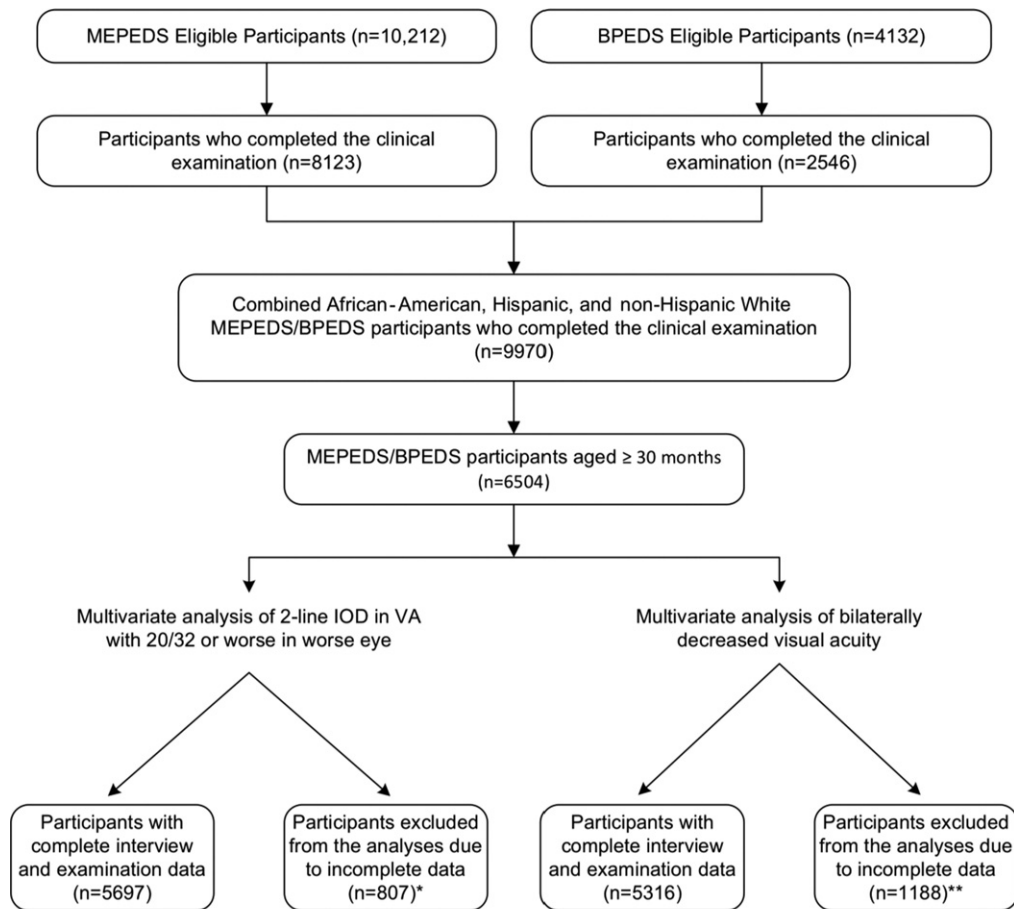 MEPEDS Eligible Participants (n=10,212)
BPEDS Eligible Participants (n=4132)
Participants who completed the clinical
examination (n=8123)
Participants who completed the clinical
examination (n=2546)
Combined African-American, Hispanic, and non-Hispanic White
MEPEDS/BPEDS participants who completed the clinical examination
(n=9970)
MEPEDS/BPEDS participants aged ≥ 30 months
(n=6504)
Multivariate analysis of 2-line IOD in VA
with 20/32 or worse in worse eye
Multivariate analysis of bilaterally
decreased visual acuity
Participants with
complete interview
and examination data
(n=5697)
Participants excluded
from the analyses due
to incomplete data
(n=807)*
Participants with
complete interview
and examination data
(n=5316)
Participants excluded
from the analyses due
to incomplete data
(n=1188)**